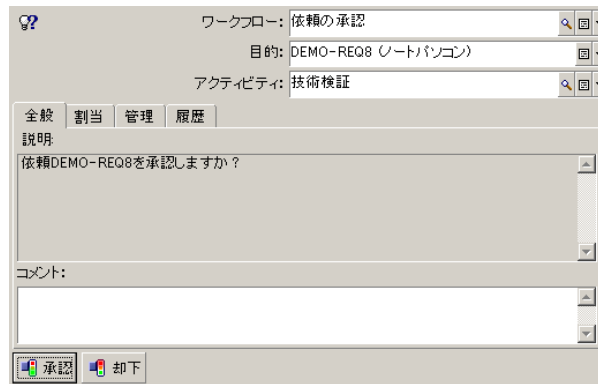 ワークフロー: 依頼の承認
目的: DEMO-REQ8 (ノートパソコン)
アクティビティ: 技術検証
全般 割当 管理 履歴
説明:
依頼DEMO-REQ8を承認しますか?
コメント:
承認 却下